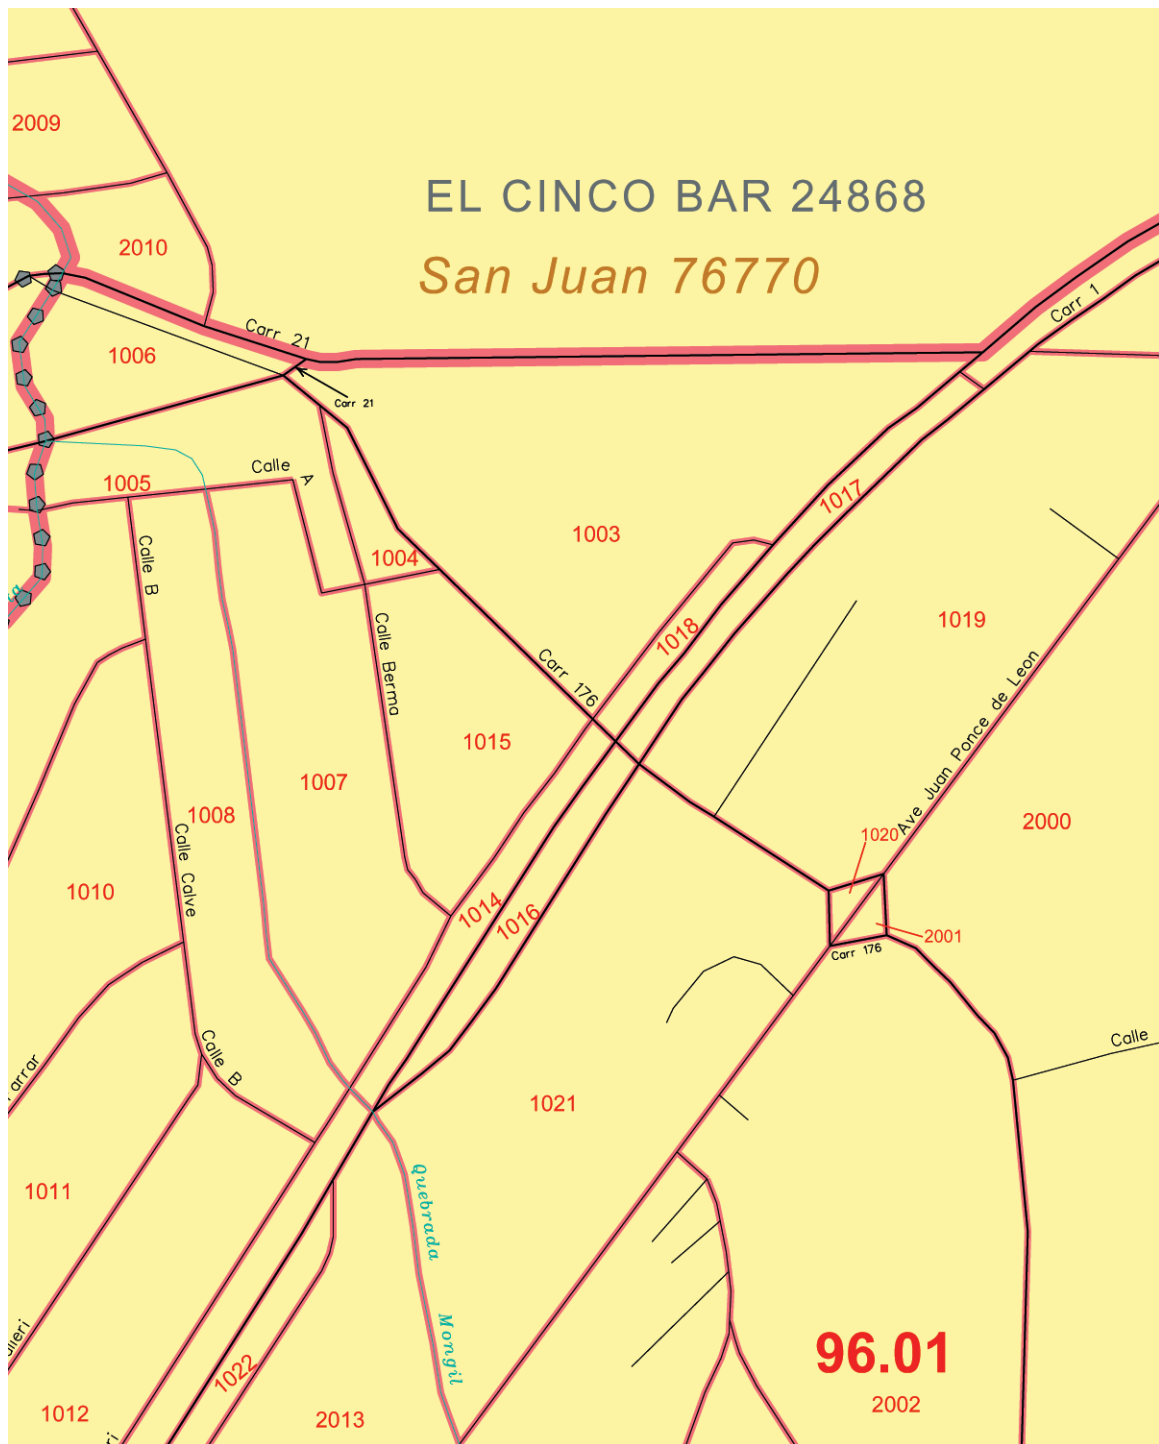 2009
EL CINCO BAR 24868
2010
San Juan 76770
Carr 1
Carr 21
1006
Carr 21
Calle A
1005
1017
1003
Calle B
1004
1019
1018
Calle Berma
Carr 176
Ave Juan Ponce de Leon
1015
1007
1008
2000
1020
Calle Calve
1010
1014
1016
2001
Carr 176
Calle B
Calle
1021
1011
Quebrada Mongil
96.01
1022
2002
1012
2013